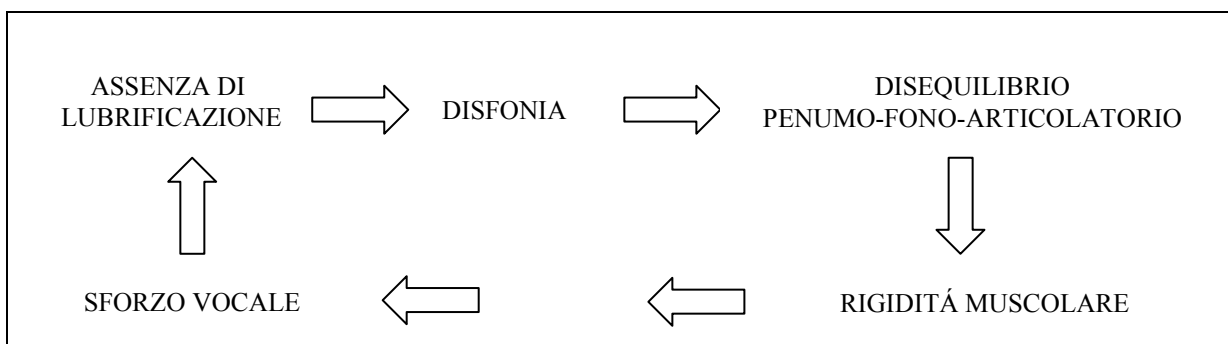 ASSENZA DI
LUBRIFICAZIONE
DISFONIA
DISEQUILIBRIO
PENUMO-FONO-ARTICOLATORIO
RIGIDITÁ MUSCOLARE
SFORZO VOCALE